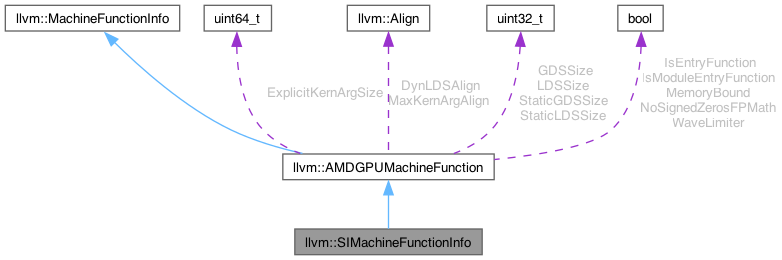 llvm::MachineFunctionInfo
uint64_t
llvm::Align
uint32_t
bool
ExplicitKernArgSize
DynLDSAlign
MaxKernArgAlign
GDSSize
LDSSize
StaticGDSSize
StaticLDSSize
IsEntryFunction
IsModuleEntryFunction
MemoryBound
NoSignedZerosFPMath
WaveLimiter
llvm::AMDGPUMachineFunction
llvm::SIMachineFunctionInfo